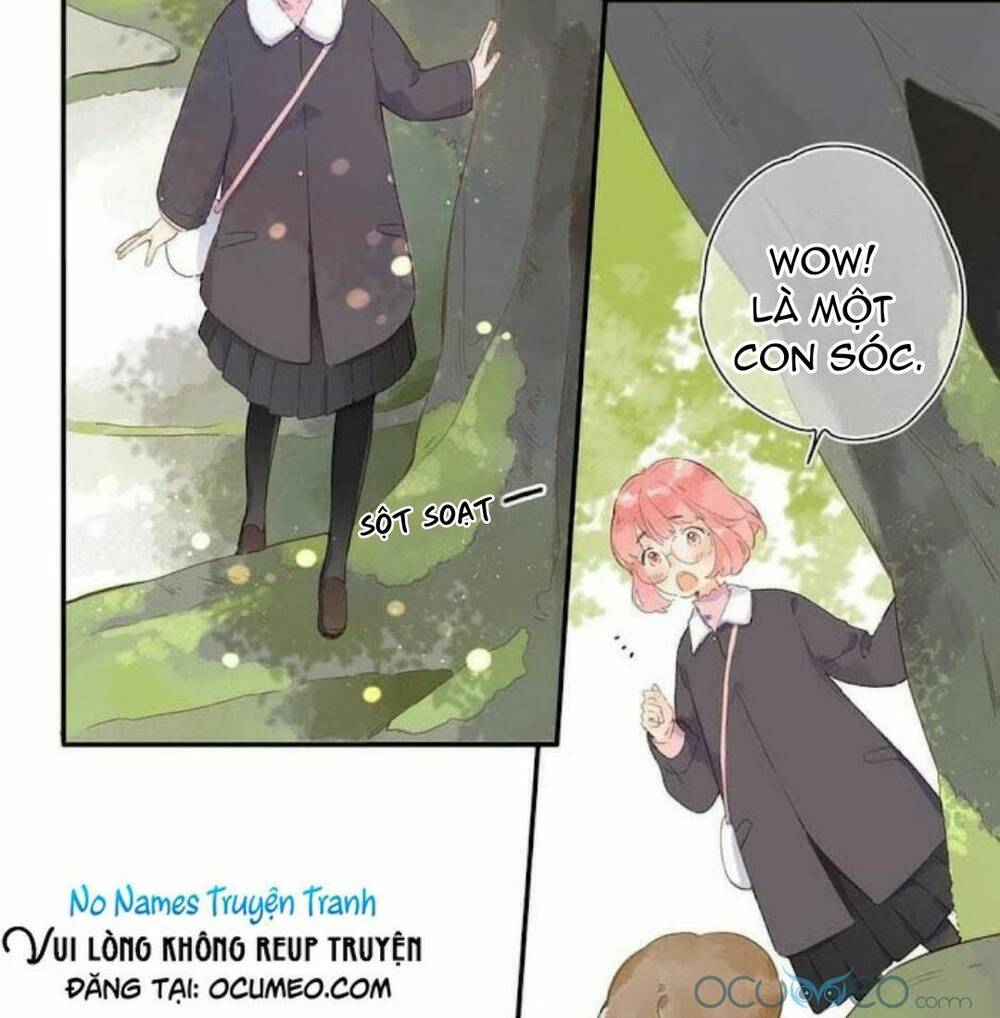 WOW!
LÀ MỘT
CON SÓC.
SỘT SOẠT
No Names Truyện Tranh
VUI LÒNG KHÔNG REUP TRUYỆN
ĐĂNG TẠI: OCUMEO.COM
OCUMEO.com